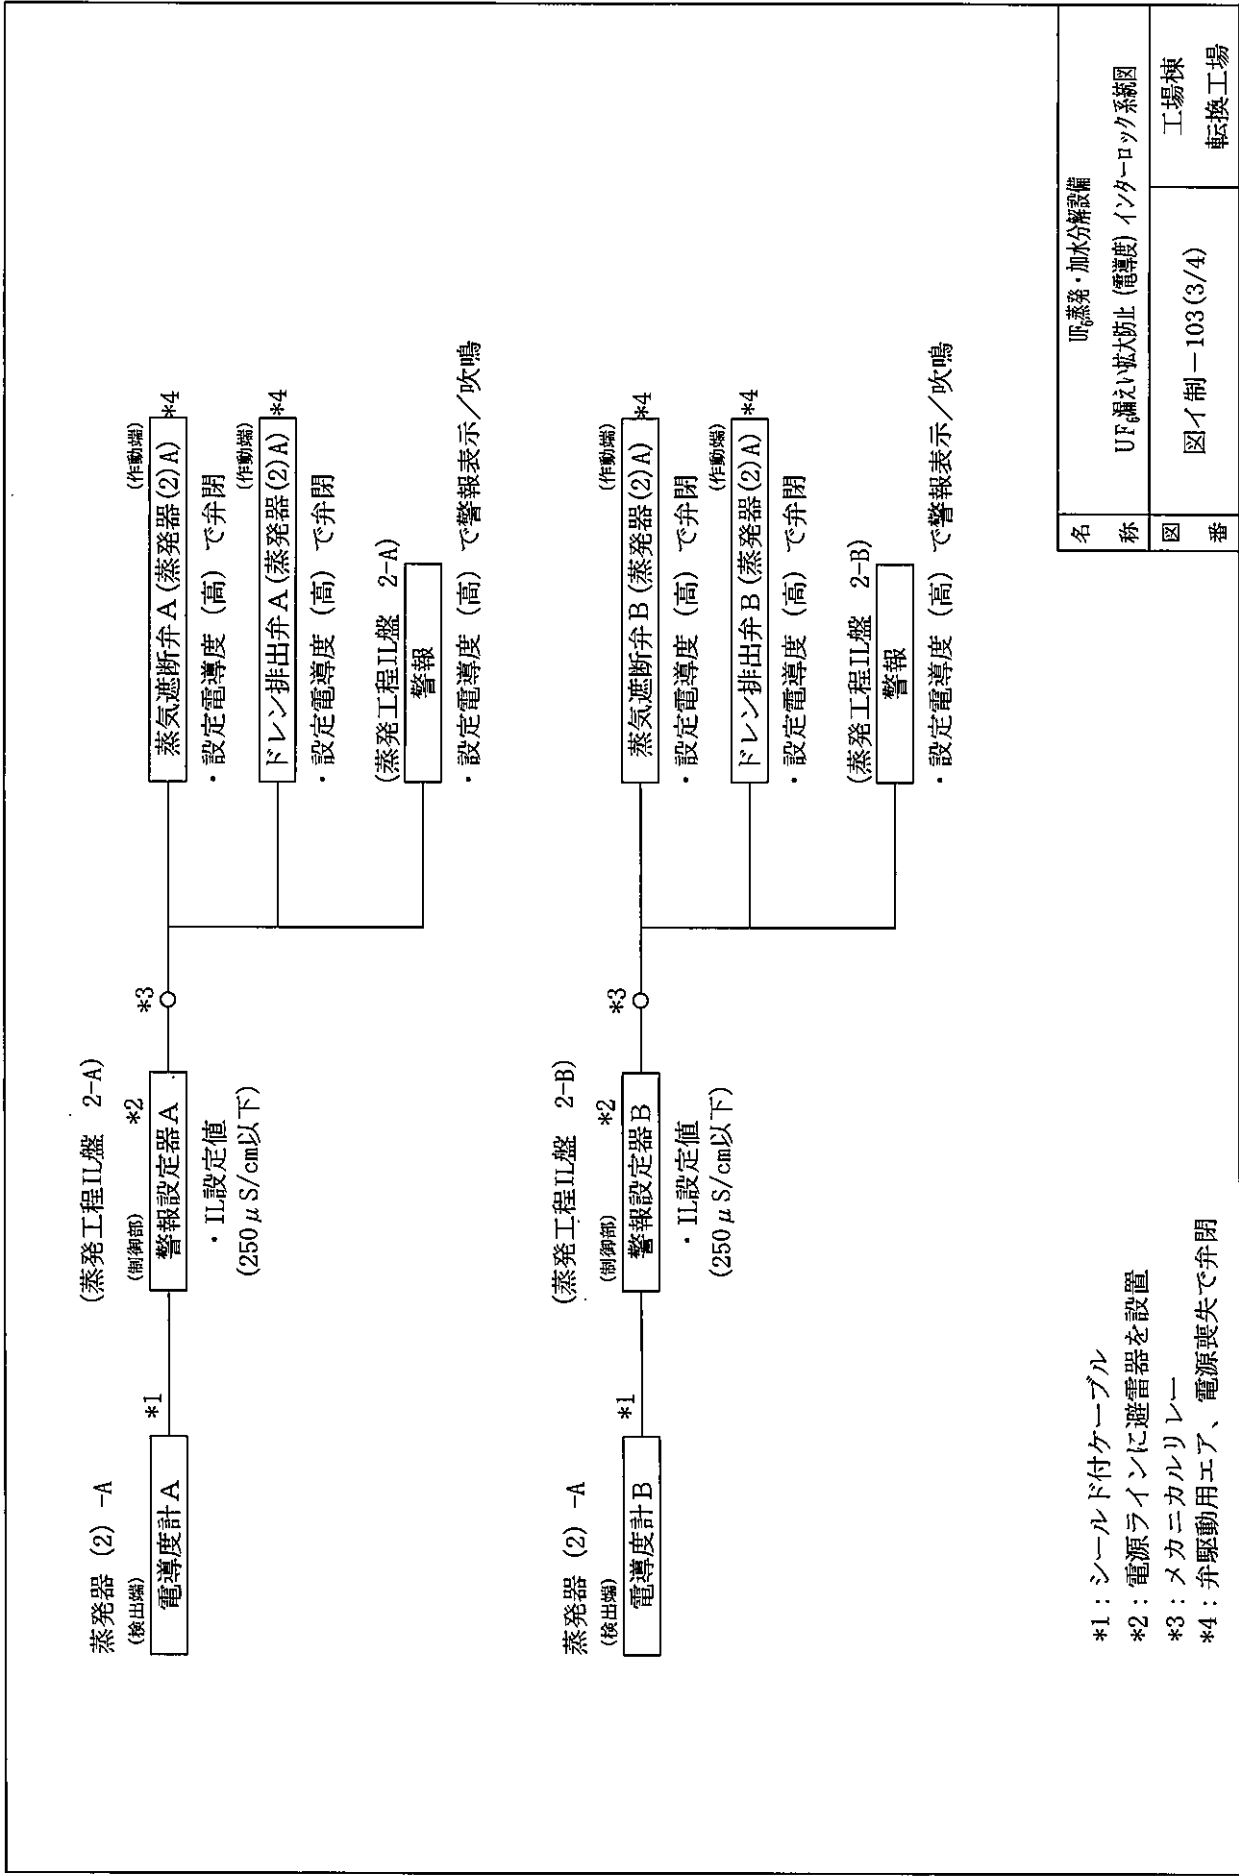 蒸発器 (2) -A
(検出端)
電導度計A
*1
(蒸発工程IL盤 2-A)
(制御部) *2
警報設定器A
・IL設定値
(250μS/cm以下)
*3
(作動端)
蒸気遮断弁A(蒸発器(2)A) *4
・設定電導度(高)で弁閉
(作動端)
ドレン排出弁A(蒸発器(2)A) *4
・設定電導度(高)で弁閉
(蒸発工程IL盤 2-A)
警報
・設定電導度(高)で警報表示/吹鳴
蒸発器 (2) -A
(検出端)
電導度計B
*1
(蒸発工程IL盤 2-B)
(制御部) *2
警報設定器B
・IL設定値
(250μS/cm以下)
*3
(作動端)
蒸気遮断弁B(蒸発器(2)A) *4
・設定電導度(高)で弁閉
(作動端)
ドレン排出弁B(蒸発器(2)A) *4
・設定電導度(高)で弁閉
(蒸発工程IL盤 2-B)
警報
・設定電導度(高)で警報表示/吹鳴
*1:シールド付ケーブル
*2:電源ラインに避雷器を設置
*3:メカニカルリレー
*4:弁駆動用エア、電源喪失で弁閉
名称
UF₆蒸発・加水分解設備
UF₆漏えい拡大防止(電導度)インターロック系統図
図番
図イ制-103(3/4)
工場棟
転換工場